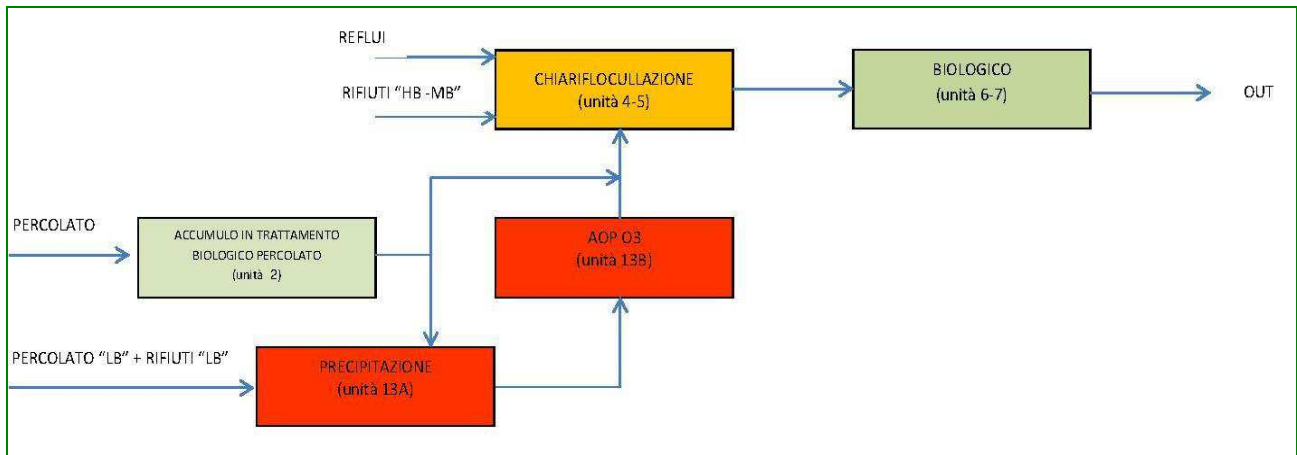 REFLUI
RIFIUTI "HB -MB"
CHIARIFLOCULLAZIONE
(unità 4-5)
BIOLOGICO
(unità 6-7)
OUT
PERCOLATO
ACCUMULO IN TRATTAMENTO
BIOLOGICO PERCOLATO
(unità 2)
AOP O3
(unità 13B)
PERCOLATO "LB" + RIFIUTI "LB"
PRECIPITAZIONE
(unità 13A)